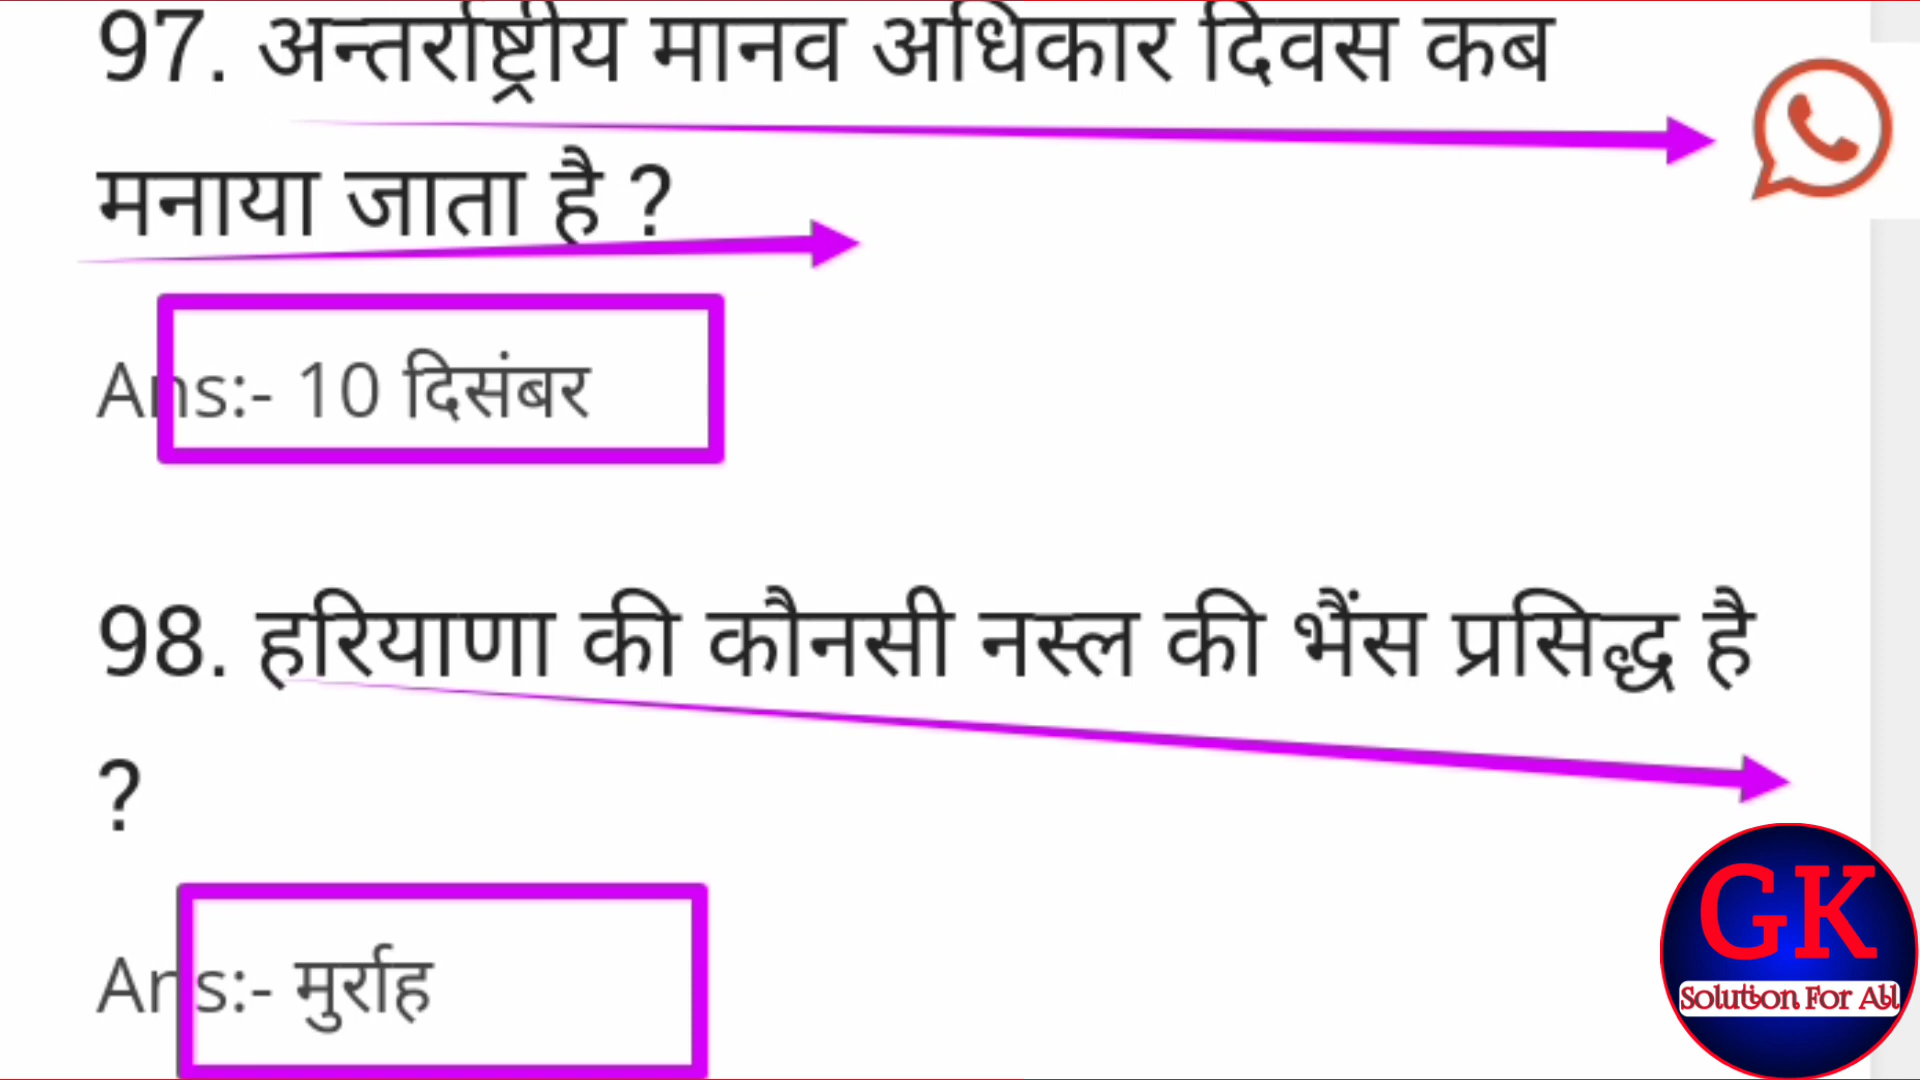 97. अन्तर्राष्ट्रीय मानव अधिकार दिवस कब
मनाया जाता है ?
Ans:- 10 दिसंबर
98. हरियाणा की कौनसी नस्ल की भैंस प्रसिद्ध है
?
Ans:- मुर्राह
GK
Solution For All